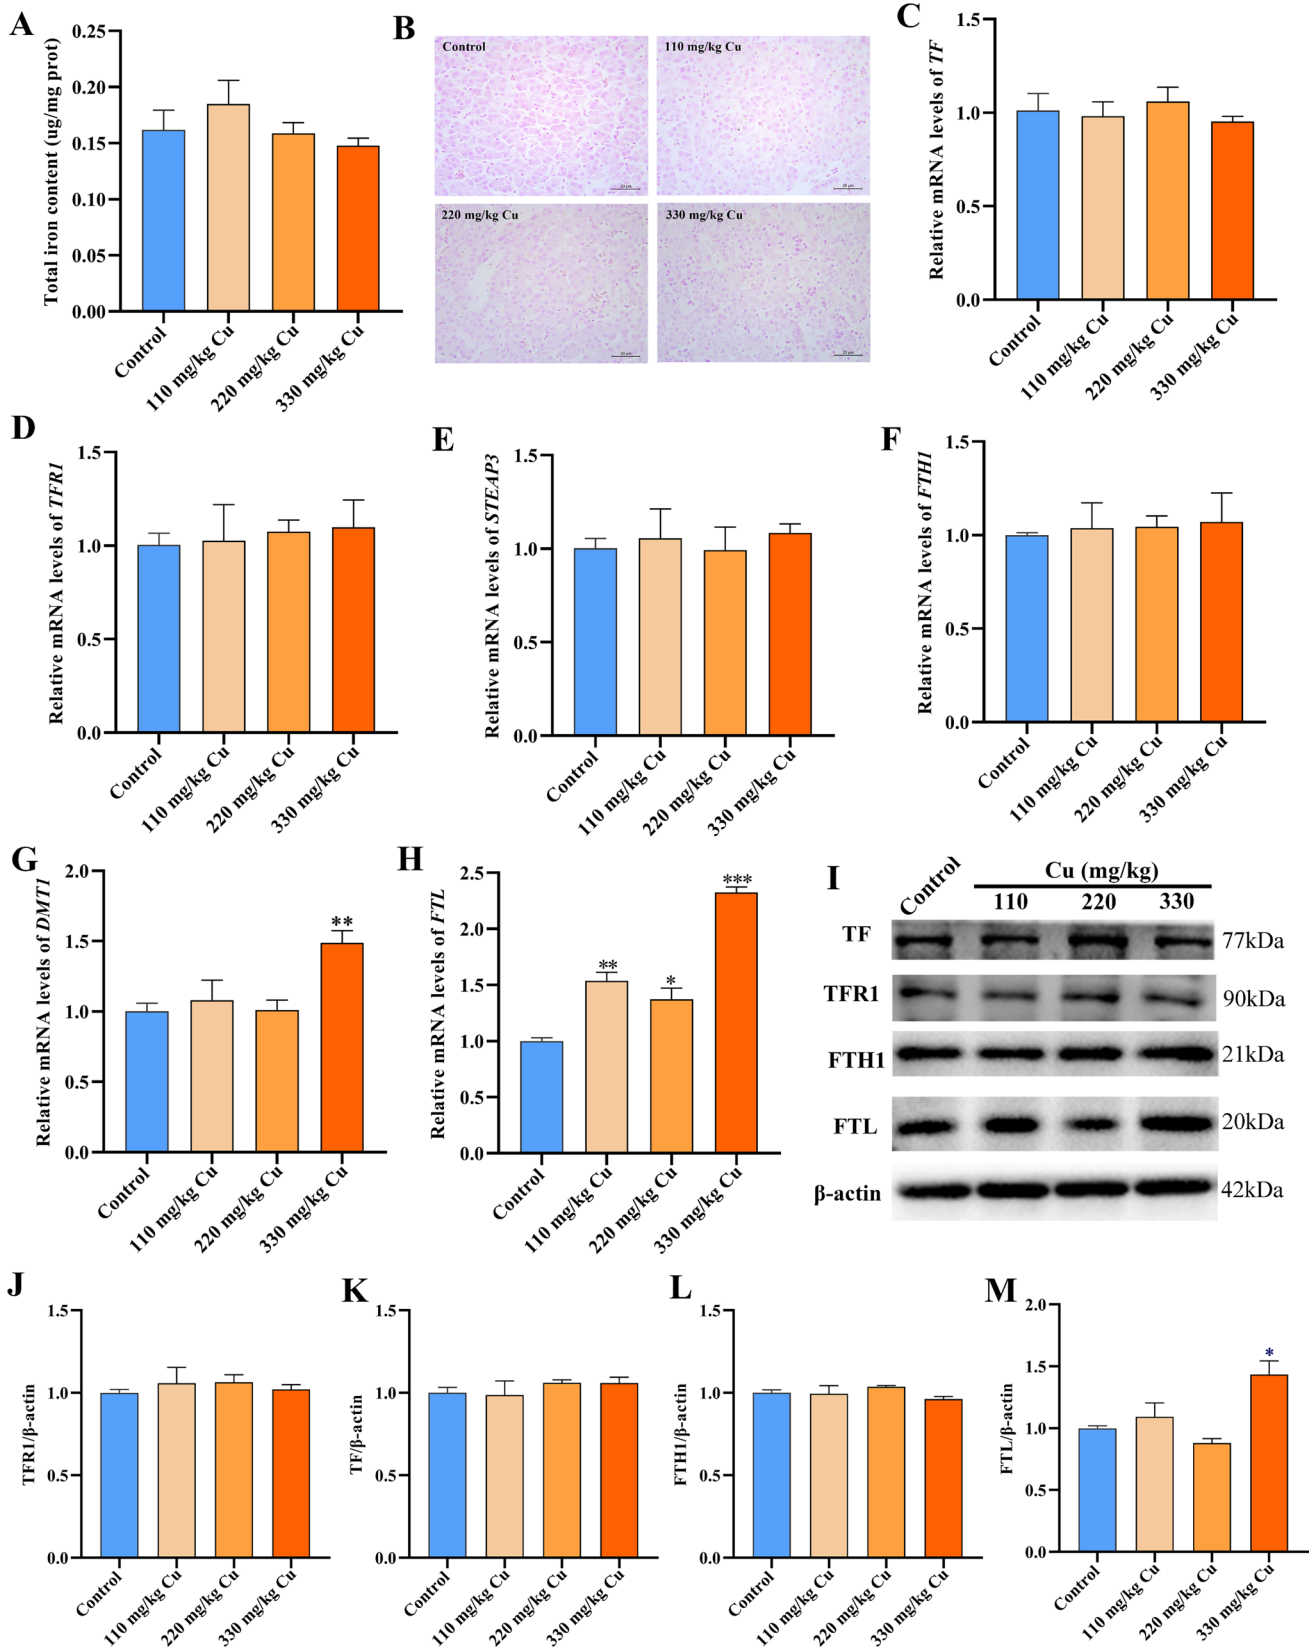 A
Total iron content (ug/mg prot)
0.25
0.20
0.15
0.10
0.05
0.00
Control
110 mg/kg Cu
220 mg/kg Cu
330 mg/kg Cu
B
Control
110 mg/kg Cu
220 mg/kg Cu
330 mg/kg Cu
C
Relative mRNA levels of TF
1.5
1.0
0.5
0.0
Control
110 mg/kg Cu
220 mg/kg Cu
330 mg/kg Cu
D
Relative mRNA levels of TFR1
1.5
1.0
0.5
0.0
Control
110 mg/kg Cu
220 mg/kg Cu
330 mg/kg Cu
E
Relative mRNA levels of STEAP3
1.5
1.0
0.5
0.0
Control
110 mg/kg Cu
220 mg/kg Cu
330 mg/kg Cu
F
Relative mRNA levels of FTH1
1.5
1.0
0.5
0.0
Control
110 mg/kg Cu
220 mg/kg Cu
330 mg/kg Cu
G
Relative mRNA levels of DMT1
2.0
1.5
1.0
0.5
0.0
**
Control
110 mg/kg Cu
220 mg/kg Cu
330 mg/kg Cu
H
Relative mRNA levels of FTL
2.5
2.0
1.5
1.0
0.5
0.0
**
*
***
Control
110 mg/kg Cu
220 mg/kg Cu
330 mg/kg Cu
I
Control
Cu (mg/kg)
110 220 330
TF 77kDa
TFR1 90kDa
FTH1 21kDa
FTL 20kDa
β-actin 42kDa
J
TFR1/β-actin
1.5
1.0
0.5
0.0
Control
110 mg/kg Cu
220 mg/kg Cu
330 mg/kg Cu
K
TF/β-actin
1.5
1.0
0.5
0.0
Control
110 mg/kg Cu
220 mg/kg Cu
330 mg/kg Cu
L
FTH1/β-actin
1.5
1.0
0.5
0.0
Control
110 mg/kg Cu
220 mg/kg Cu
330 mg/kg Cu
M
FTL/β-actin
2.0
1.5
1.0
0.5
0.0
*
Control
110 mg/kg Cu
220 mg/kg Cu
330 mg/kg Cu